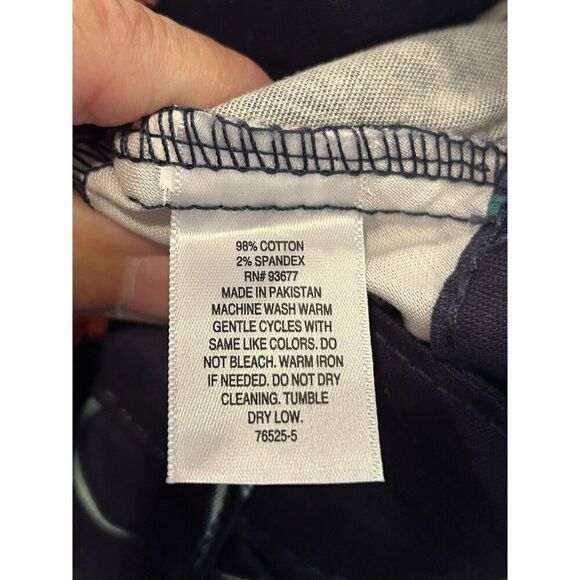 98% COTTON
2% SPANDEX
RN# 93677
MADE IN PAKISTAN
MACHINE WASH WARM
GENTLE CYCLES WITH
SAME LIKE COLORS. DO
NOT BLEACH. WARM IRON
IF NEEDED. DO NOT DRY
CLEANING. TUMBLE
DRY LOW.
76525-5